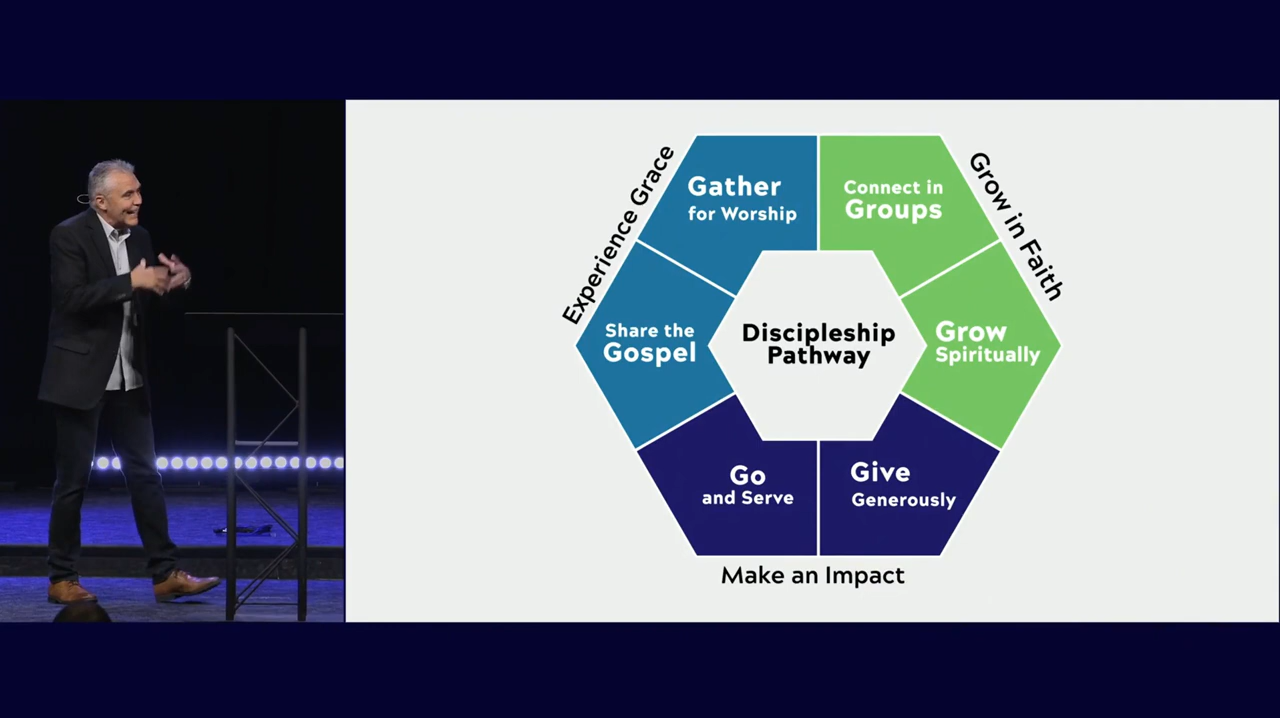 Experience Grace
Gather
for Worship
Connect in
Groups
Grow in Faith
Share the
Gospel
Discipleship
Pathway
Grow
Spiritually
Go
and Serve
Give
Generously
Make an Impact